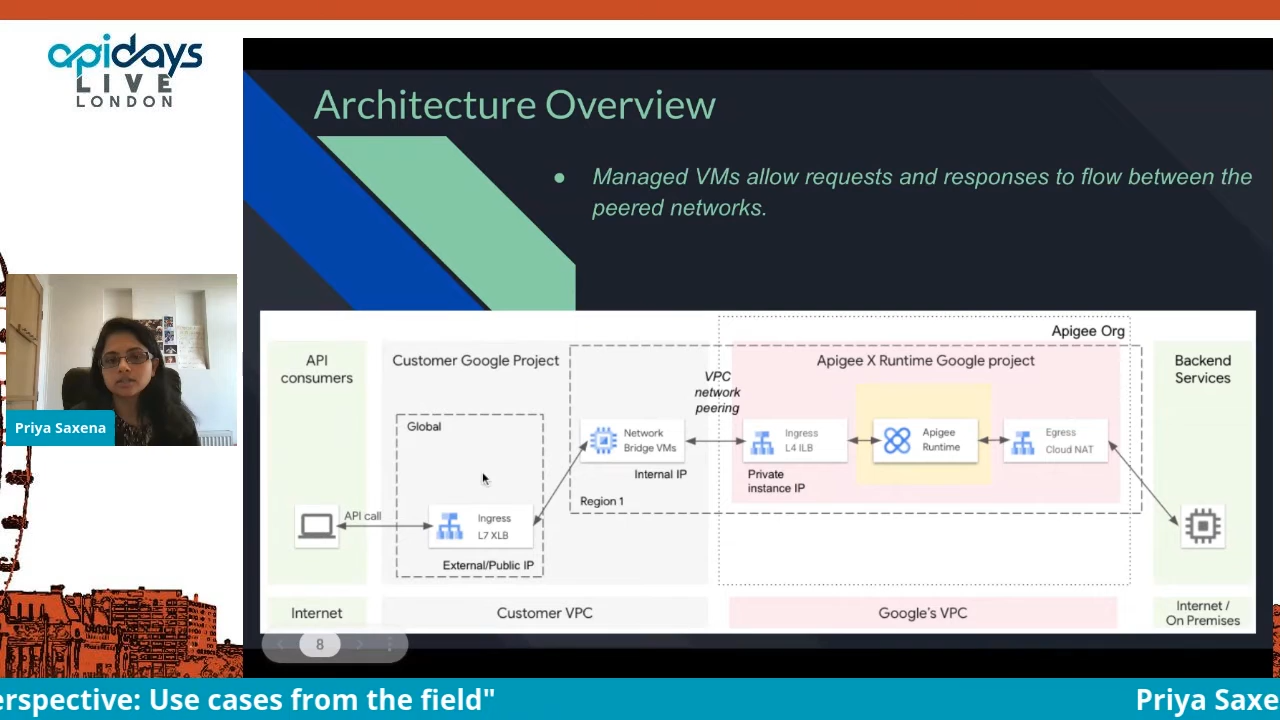 apidays
LIVE
LONDON
Architecture Overview
● Managed VMs allow requests and responses to flow between the
peered networks.
Apigee Org
API
consumers
Customer Google Project
VPC
network
peering
Apigee X Runtime Google project
Backend
Services
Global
Network
Bridge VMs
Ingress
L4 ILB
Apigee
Runtime
Egress
Cloud NAT
Internal IP
Private
instance IP
Region 1
API call
Ingress
L7 XLB
External/Public IP
Internet
Customer VPC
Google's VPC
Internet /
On Premises
8
Priya Saxena
erspective: Use cases from the field"
Priya Saxe